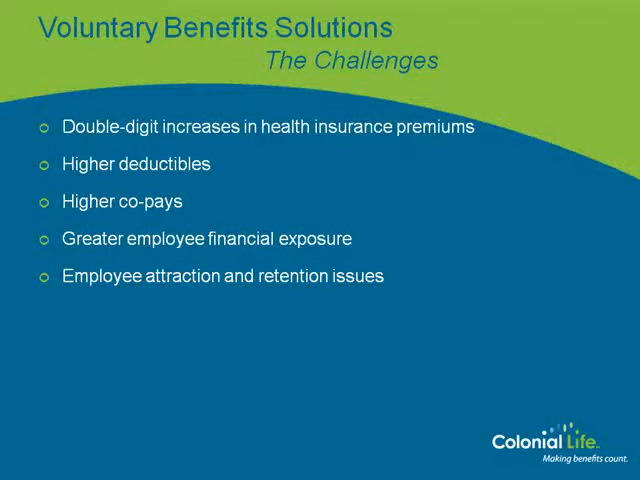 Voluntary Benefits Solutions
The Challenges
Double-digit increases in health insurance premiums
Higher deductibles
Higher co-pays
Greater employee financial exposure
Employee attraction and retention issues
Colonial Life™
Making benefits count.